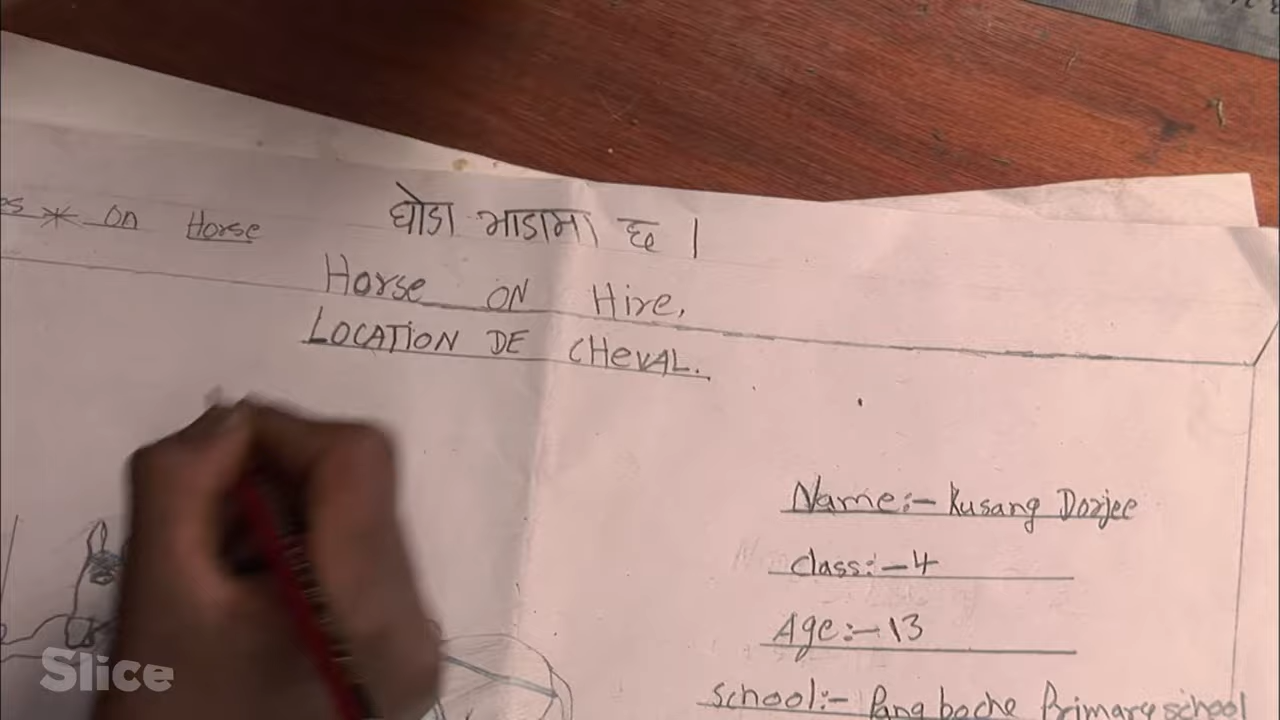 * on Horse
घोडा भाडामा छ ।
Horse ON Hire.
LOCATION DE CHEVAL.
Name:- Kusang Dorjee
class:- 4
Age:- 13
school:- Pangboche Primary school
Slice